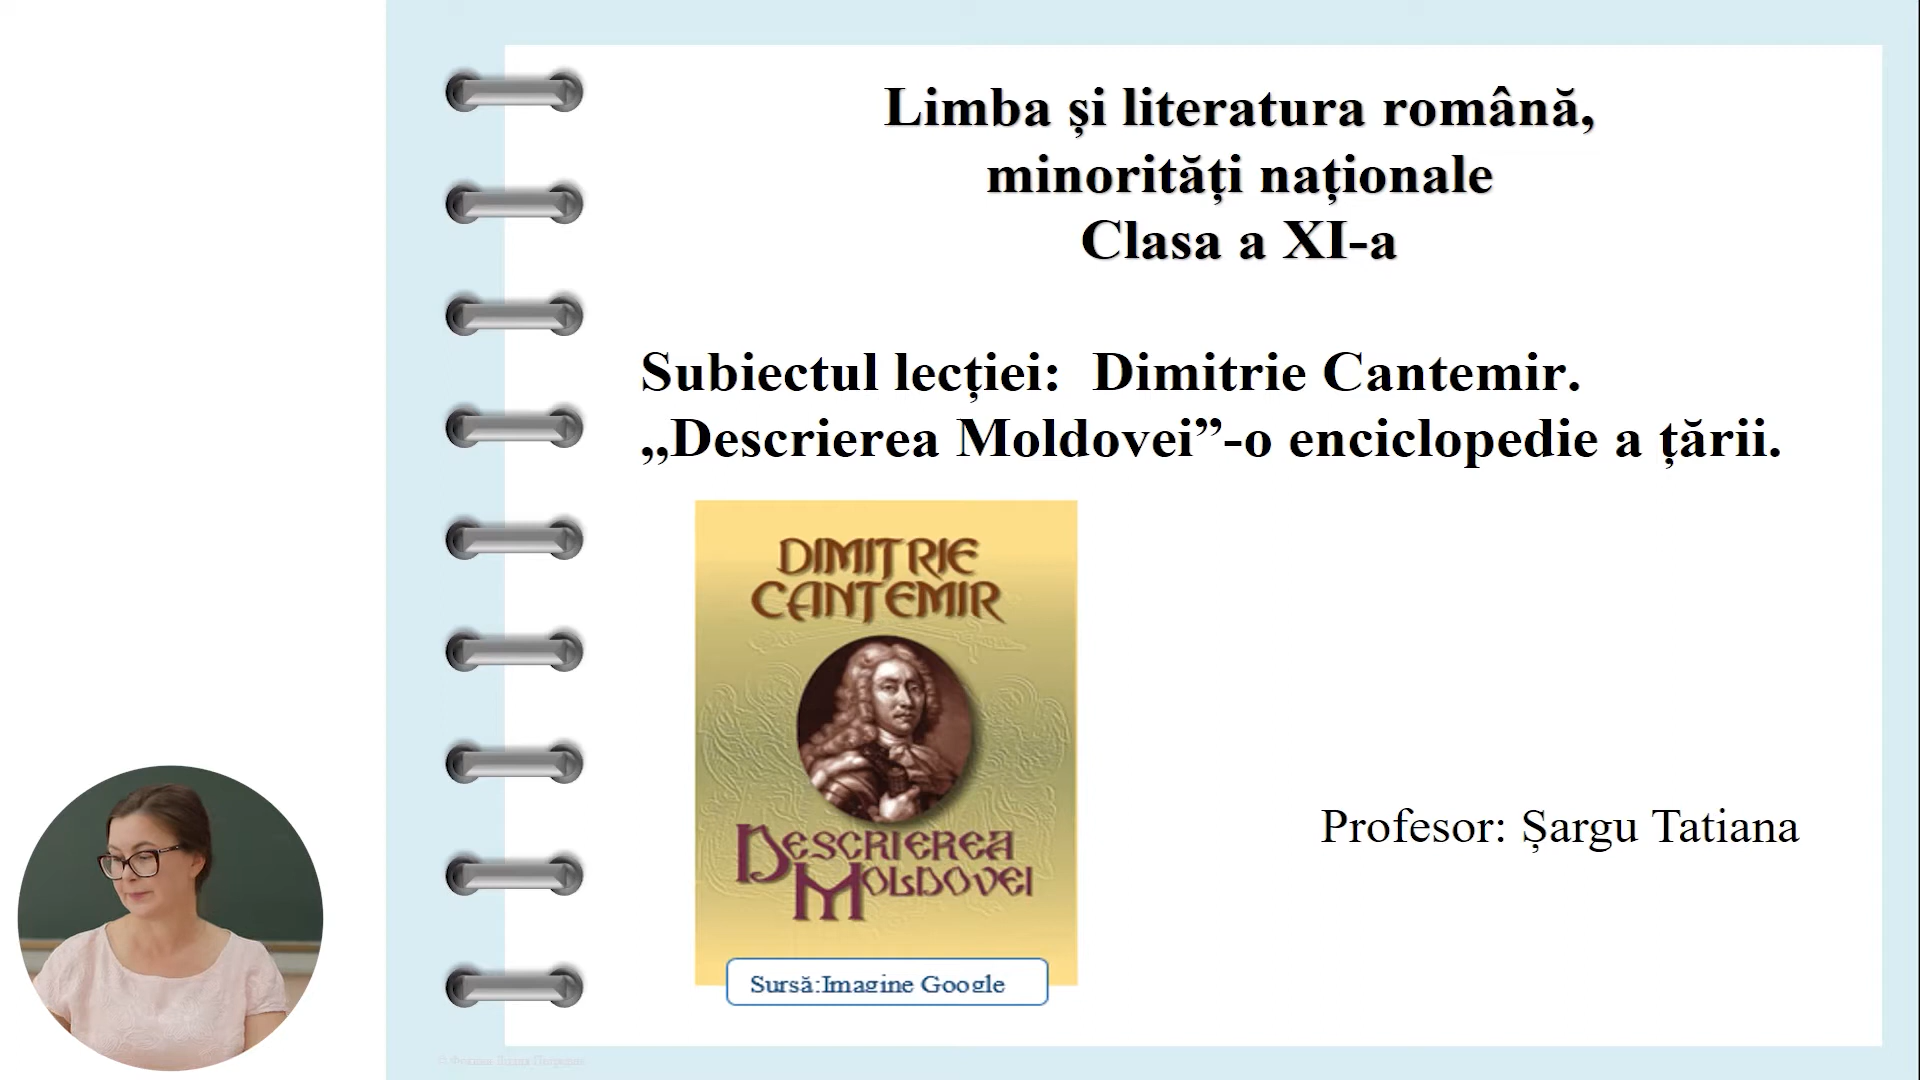 Limba și literatura română,
minorități naționale
Clasa a XI-a
Subiectul lecției: Dimitrie Cantemir.
,,Descrierea Moldovei”-o enciclopedie a țării.
DIMITRIE
CANTEMIR
DESCRIEREA
MOLDOVEI
Sursă:Imagine Google
Profesor: Șargu Tatiana